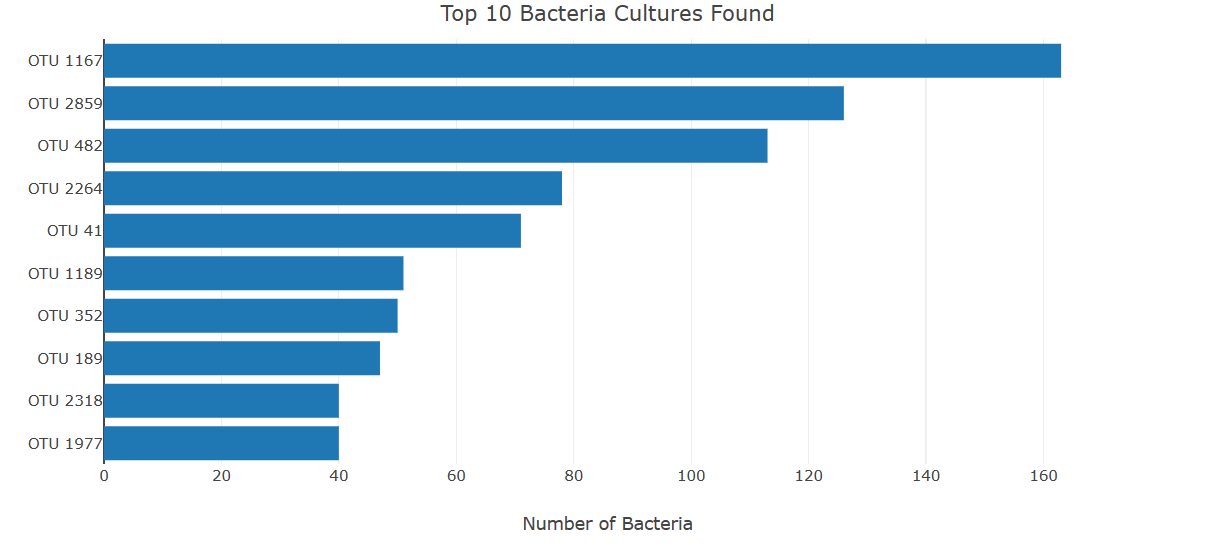 Top 10 Bacteria Cultures Found
OTU 1167
OTU 2859
OTU 482
OTU 2264
OTU 41
OTU 1189
OTU 352
OTU 189
OTU 2318
OTU 1977
0 20 40 60 80 100 120 140 160
Number of Bacteria